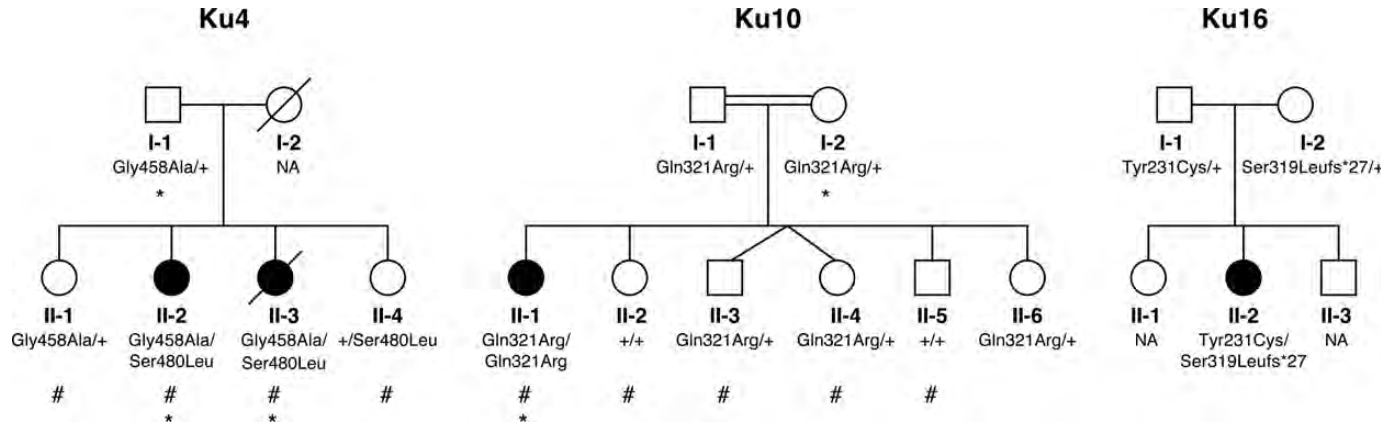 Ku4
Ku10
Ku16
I-1
I-2
I-1
I-2
I-1
I-2
Gly458Ala/+
NA
Gln321Arg/+
Gln321Arg/+
Tyr231Cys/+
Ser319Leufs*27/+
*
*
II-1
II-2
II-3
II-4
II-1
II-2
II-3
II-4
II-5
II-6
II-1
II-2
II-3
Gly458Ala/+
Gly458Ala/
Ser480Leu
Gly458Ala/
Ser480Leu
+/Ser480Leu
Gln321Arg/
Gln321Arg
+/+
Gln321Arg/+
Gln321Arg/+
+/+
Gln321Arg/+
NA
Tyr231Cys/
Ser319Leufs*27
NA
#
#
#
#
#
#
#
#
#
*
*
*